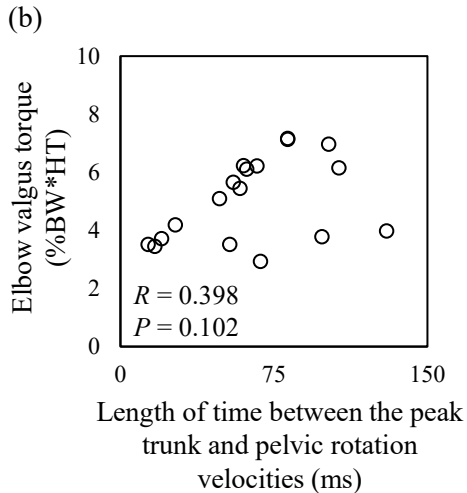 (b)
Elbow valgus torque
(%BW*HT)
10
8
6
4
2
0
R = 0.398
P = 0.102
0
75
150
Length of time between the peak
trunk and pelvic rotation
velocities (ms)